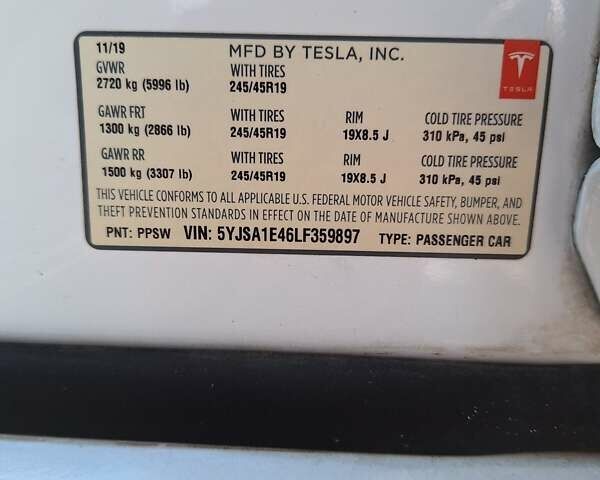 11/19 MFD BY TESLA, INC.
GVWR WITH TIRES
2720 kg (5996 lb) 245/45R19
TESLA
GAWR FRT WITH TIRES RIM COLD TIRE PRESSURE
1300 kg (2866 lb) 245/45R19 19X8.5 J 310 kPa, 45 psi
GAWR RR WITH TIRES RIM COLD TIRE PRESSURE
1500 kg (3307 lb) 245/45R19 19X8.5 J 310 kPa, 45 psi
THIS VEHICLE CONFORMS TO ALL APPLICABLE U.S. FEDERAL MOTOR VEHICLE SAFETY, BUMPER, AND
THEFT PREVENTION STANDARDS IN EFFECT ON THE DATE OF MANUFACTURE SHOWN ABOVE.
PNT: PPSW VIN: 5YJSA1E46LF359897 TYPE: PASSENGER CAR